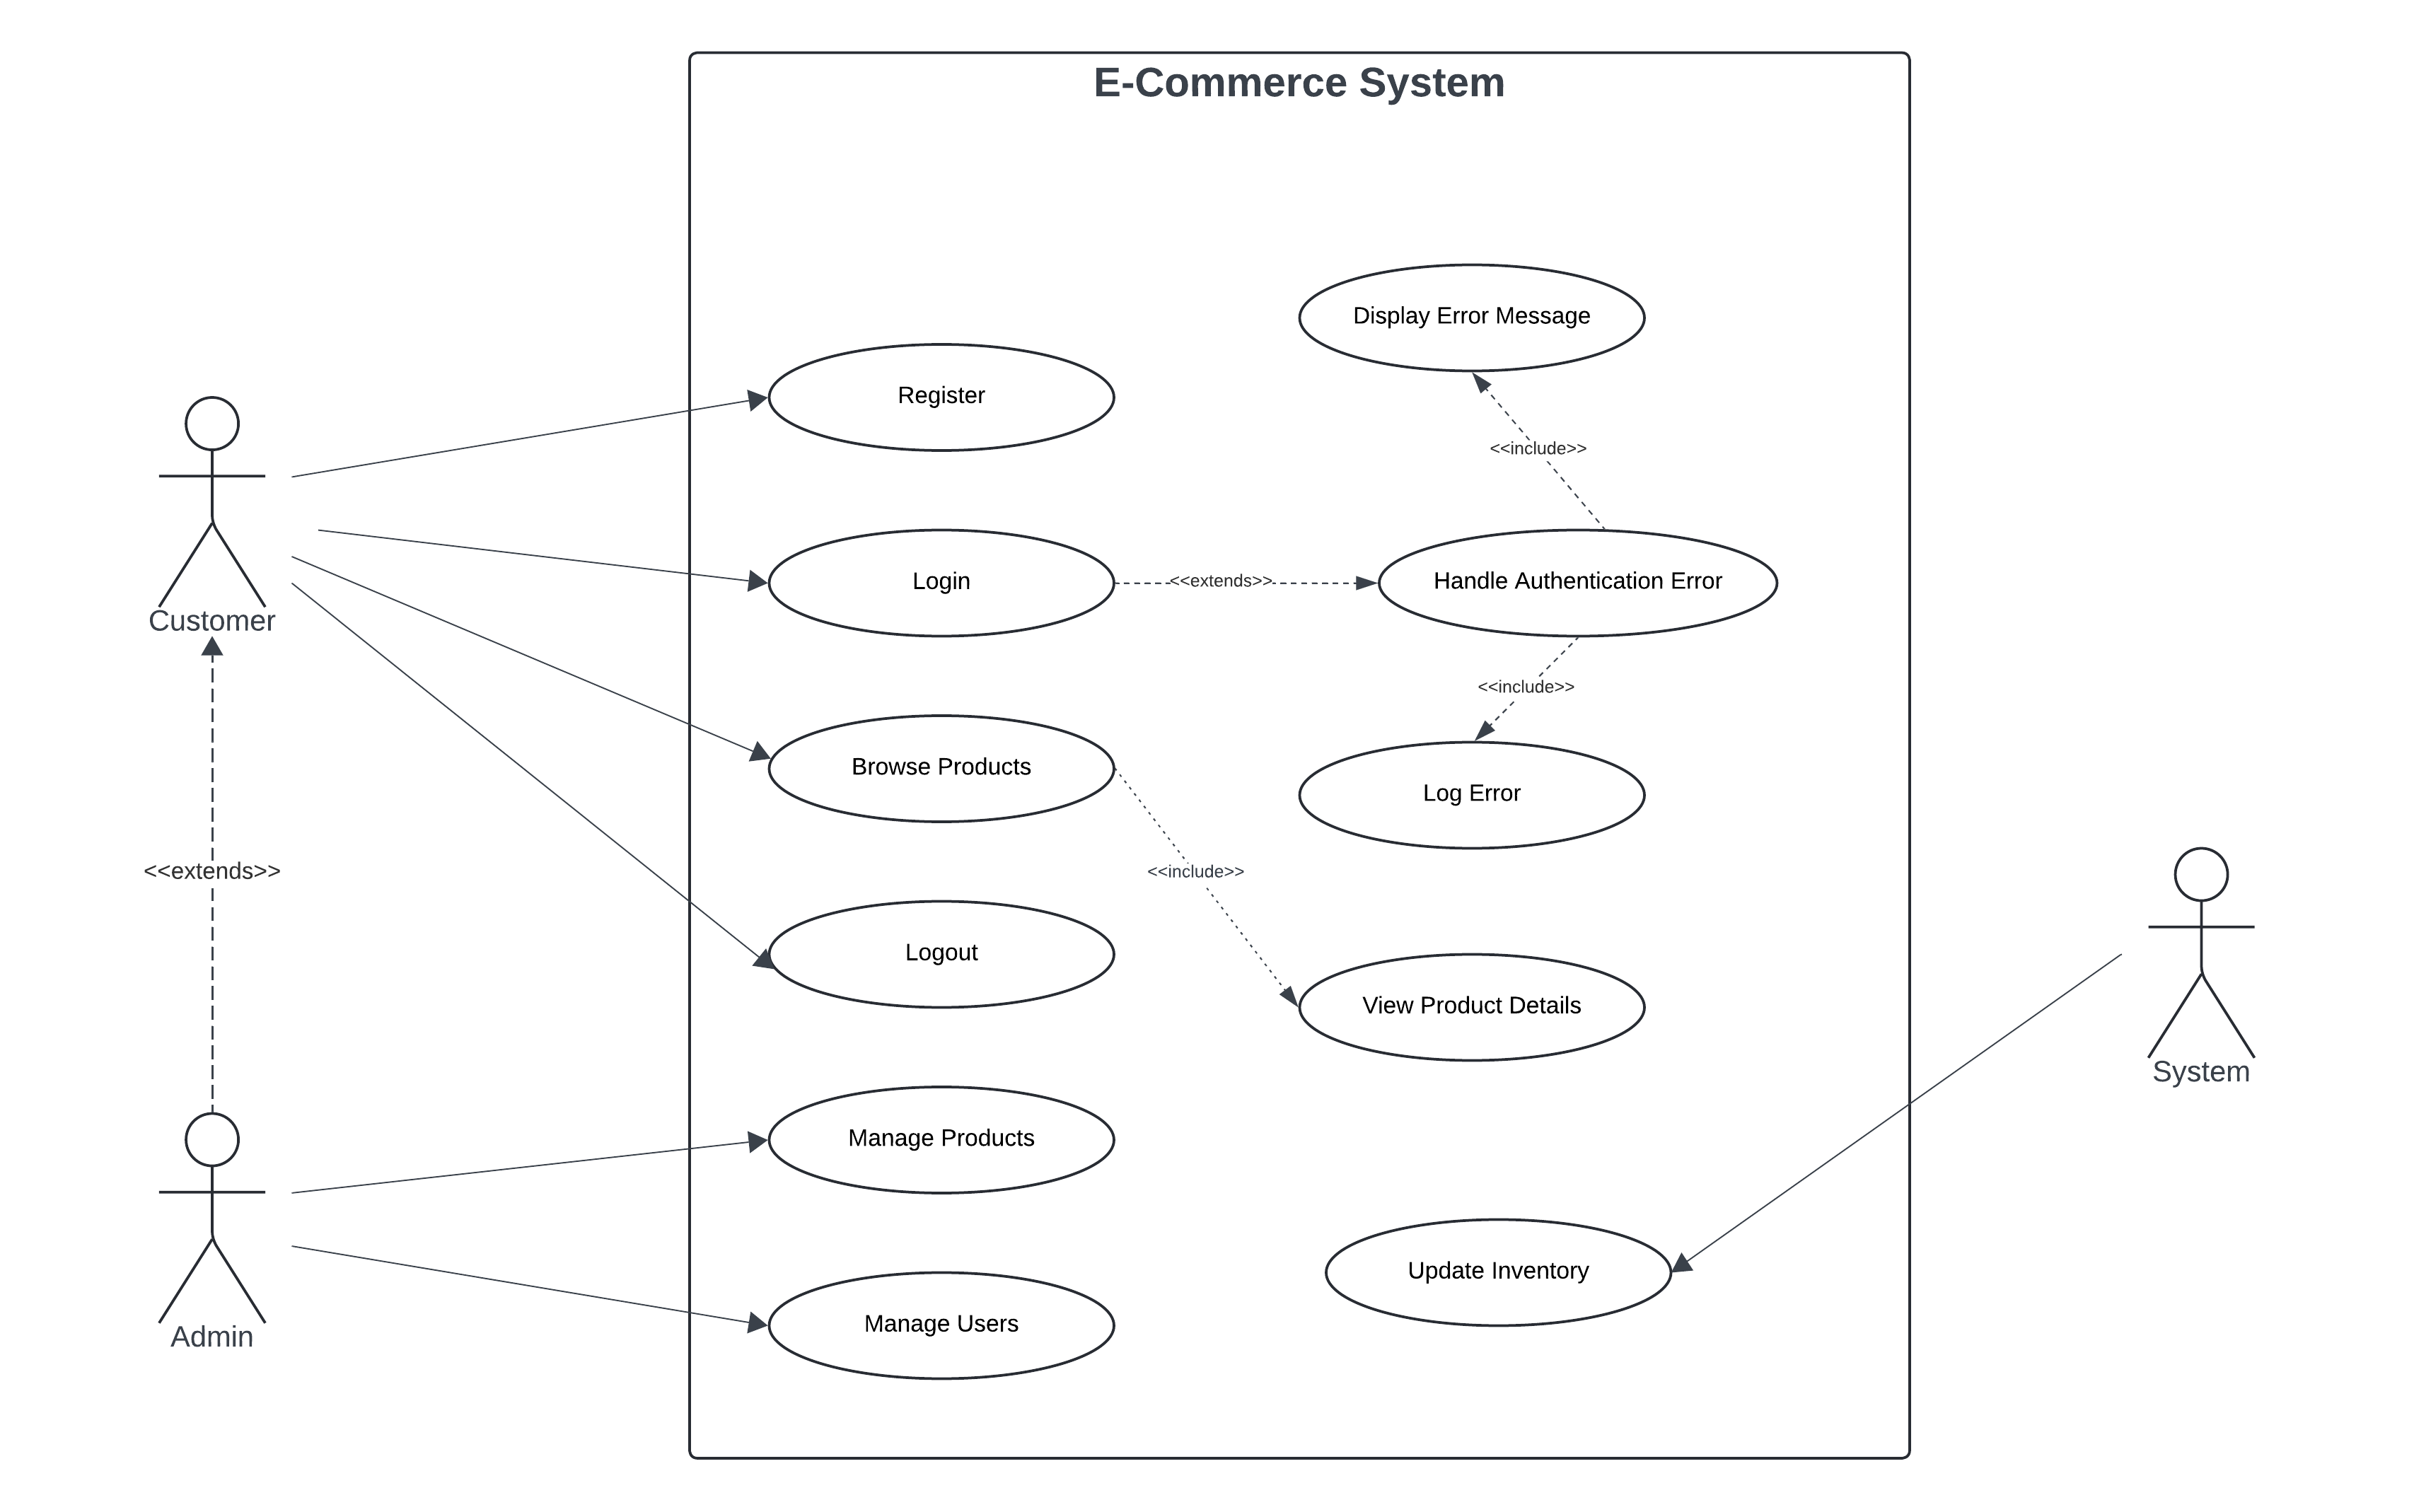 E-Commerce System
Display Error Message
Register
<<include>>
Login
<<extends>>
Handle Authentication Error
Customer
<<include>>
Browse Products
Log Error
<<extends>>
<<include>>
Logout
View Product Details
System
Manage Products
Update Inventory
Manage Users
Admin